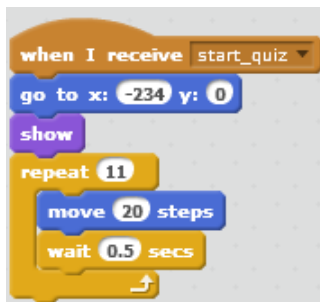 when I receive start_quiz
go to x: -234 y: 0
show
repeat 11
move 20 steps
wait 0.5 secs